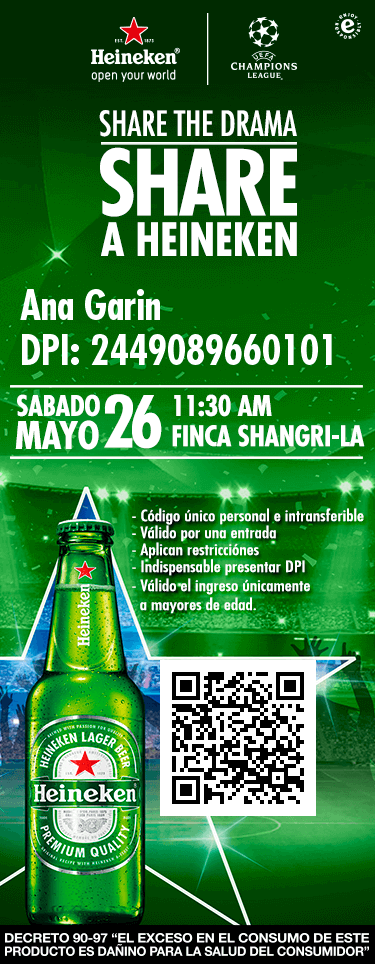 EST. 1873
Heineken®
open your world
UEFA
CHAMPIONS
LEAGUE®
ENJOY RESPONSIBLY
e
SHARE THE DRAMA
SHARE
A HEINEKEN
Ana Garin
DPI: 2449089660101
SABADO
MAYO 26
11:30 AM
FINCA SHANGRI-LA
- Código único personal e intransferible
- Válido por una entrada
- Aplican restricciónes
- Indispensable presentar DPI
- Válido el ingreso únicamente
a mayores de edad.
Heineken
HEINEKEN LAGER BEER
Heineken®
PREMIUM QUALITY
DECRETO 90-97 “EL EXCESO EN EL CONSUMO DE ESTE
PRODUCTO ES DAÑINO PARA LA SALUD DEL CONSUMIDOR”